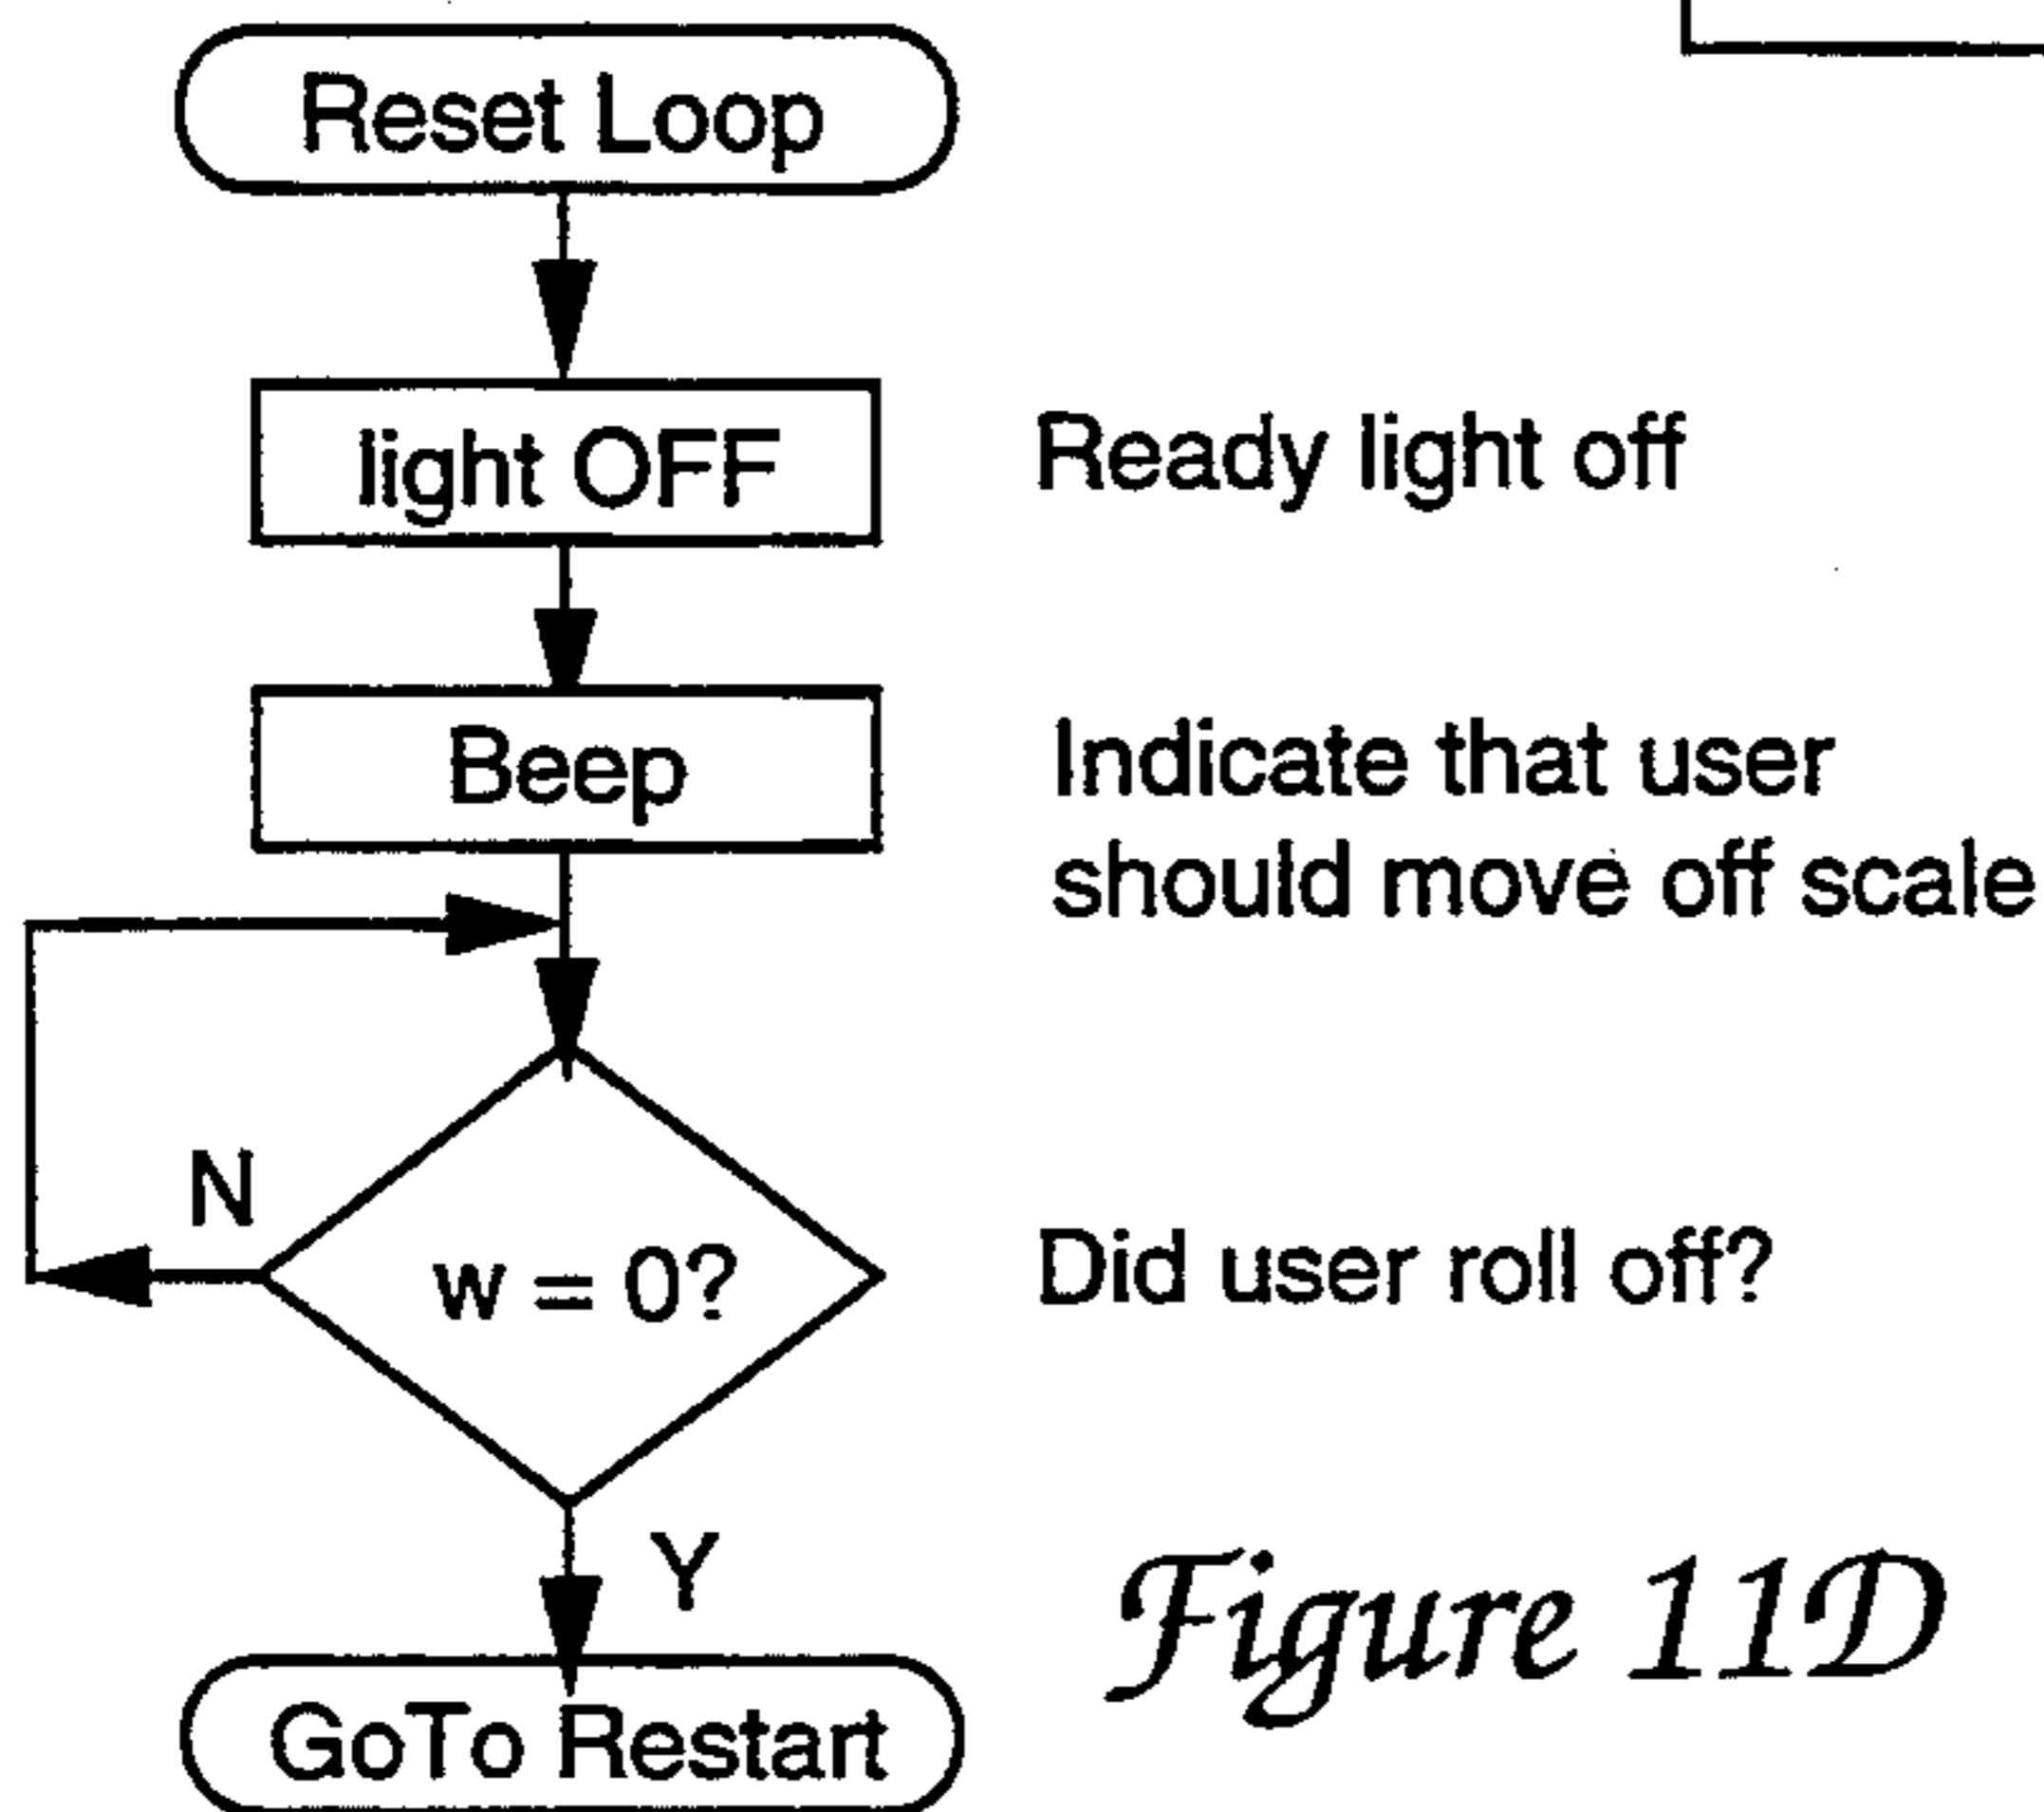 Reset Loop
light OFF
Ready light off
Beep
Indicate that user
should move off scale
N
w = 0?
Did user roll off?
Y
GoTo Restart
Figure 11D